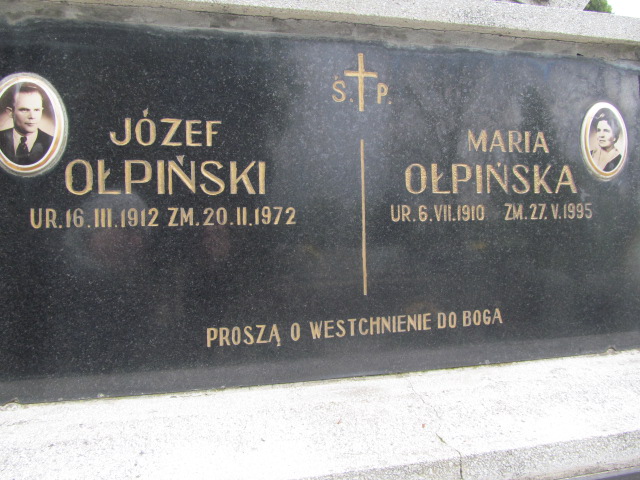 Ś. P.
JÓZEF
OŁPIŃSKI
UR.16.III.1912 ZM.20.II.1972
MARIA
OŁPIŃSKA
UR.6.VII.1910 ZM.27.V.1995
PROSZĄ O WESTCHNIENIE DO BOGA